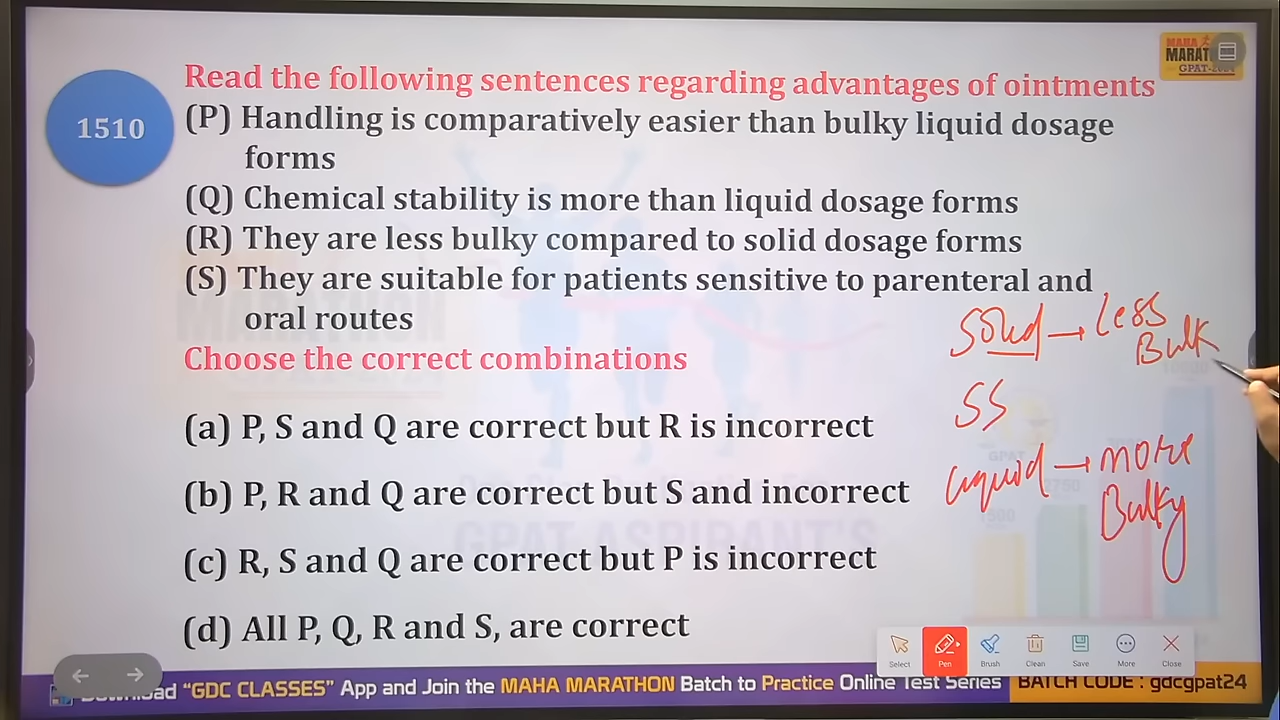 MAHA
MARAT
GPAT-2024
Read the following sentences regarding advantages of ointments
1510
(P) Handling is comparatively easier than bulky liquid dosage
forms
(Q) Chemical stability is more than liquid dosage forms
(R) They are less bulky compared to solid dosage forms
(S) They are suitable for patients sensitive to parenteral and
oral routes
Solid → Less
Bulk
Choose the correct combinations
SS
(a) P, S and Q are correct but R is incorrect
Liquid → more
Bulky
(b) P, R and Q are correct but S and incorrect
(c) R, S and Q are correct but P is incorrect
(d) All P, Q, R and S, are correct
Select Pen Brush Clean Save More Close
Download "GDC CLASSES" App and Join the MAHA MARATHON Batch to Practice Online Test Series BATCH CODE : gdcgpat24